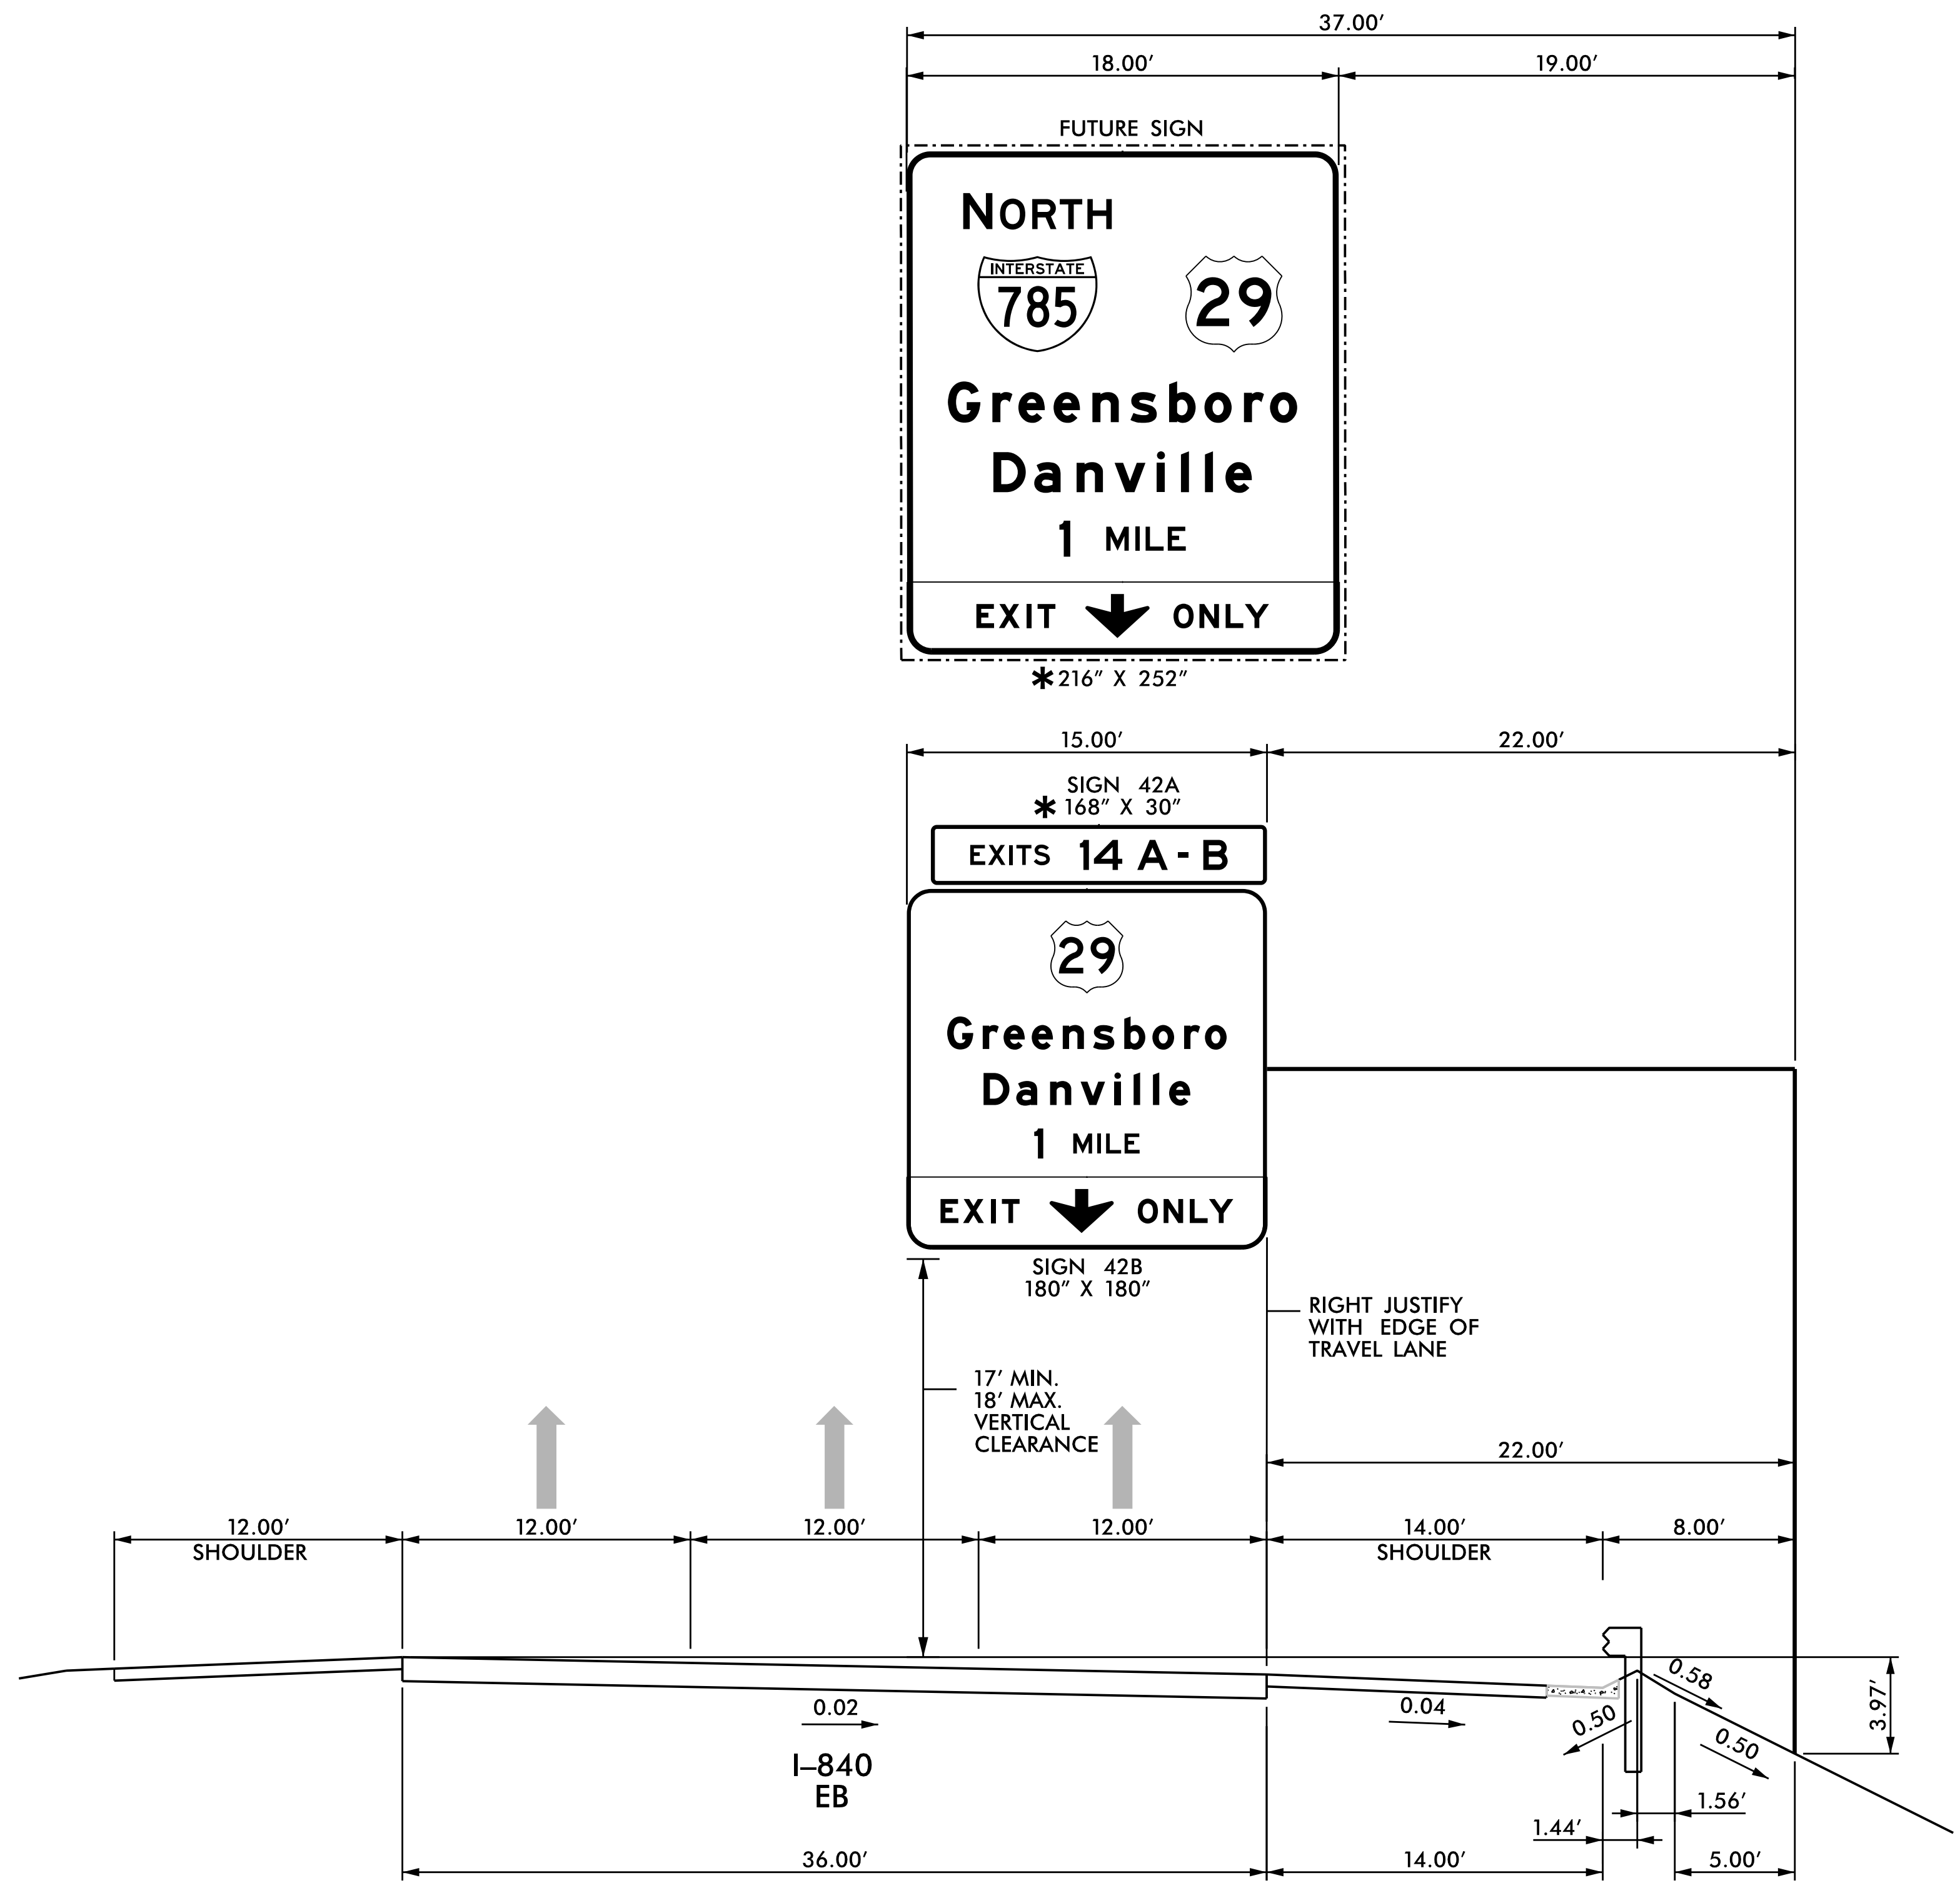 37.00′
18.00′ 19.00′
FUTURE SIGN
NORTH
INTERSTATE
785 29
Greensboro
Danville
1 MILE
EXIT ONLY
*216″ X 252″
15.00′ 22.00′
SIGN 42A
* 168″ X 30″
EXITS 14 A - B
29
Greensboro
Danville
1 MILE
EXIT ONLY
SIGN 42B
180″ X 180″
RIGHT JUSTIFY
WITH EDGE OF
TRAVEL LANE
17′ MIN.
18′ MAX.
VERTICAL
CLEARANCE
22.00′
12.00′ 12.00′ 12.00′ 12.00′ 14.00′ 8.00′
SHOULDER SHOULDER
0.58
3.97′
0.02 0.04 0.50 0.50
I–840
EB
1.56′
1.44′
36.00′ 14.00′ 5.00′